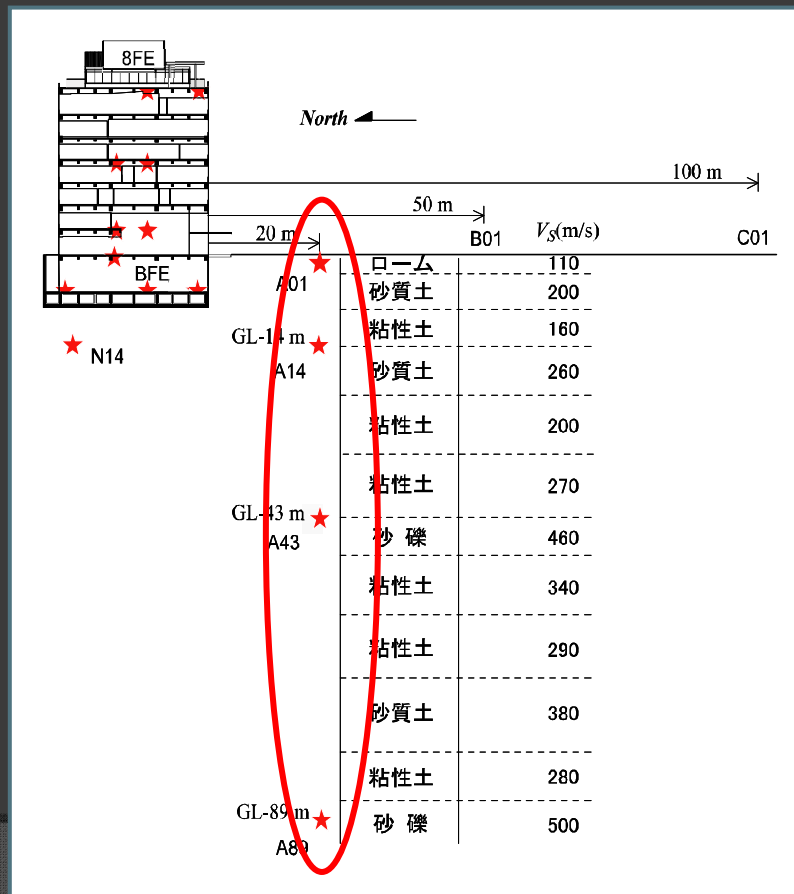 8FE
North
100 m
50 m
20 m
B01
V_S(m/s)
C01
BFE
A01
ローム 110
砂質土 200
N14
GL-14 m
粘性土 160
A14
砂質土 260
粘性土 200
粘性土 270
GL-43 m
A43
砂 礫 460
粘性土 340
粘性土 290
砂質土 380
粘性土 280
GL-89 m
砂 礫 500
A89